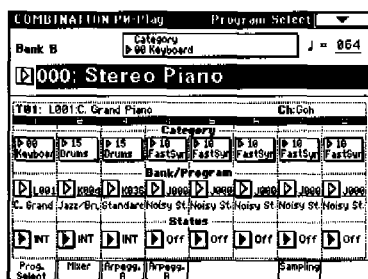 COMBINATION P0:Play Program Select
Bank B Category 00 Keyboard ♩ = 064
000: Stereo Piano
T01: L001:C. Grand Piano Ch:Gch
Category
00 Keyboar 15 Drums 15 Drums 10 FastSyn 10 FastSyn 10 FastSyn 10 FastSyn 10 FastSyn
Bank/Program
L001 K035 J000 J000 J000 J000 J000
C. Grand Jazz/Br Standard Noisy St Noisy St Noisy St Noisy St Noisy St
Status
INT INT INT Off Off Off Off Off
Prog. Select Mixer Arpegg. A Arpegg. B Sampling